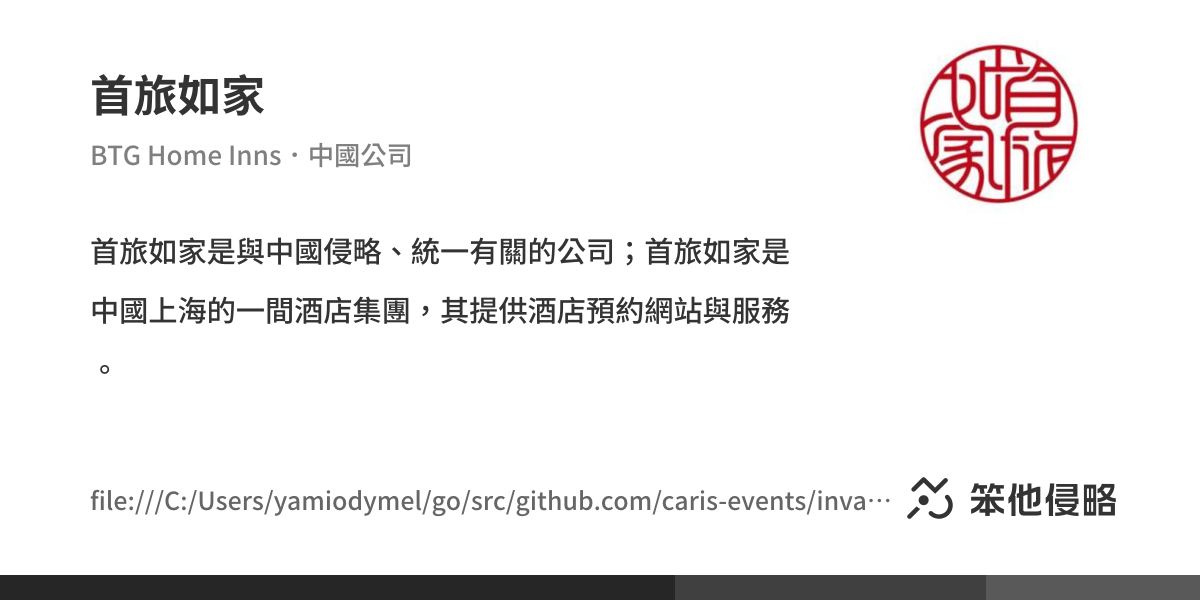 首旅如家
BTG Home Inns・中國公司
首旅如家是與中國侵略、統一有關的公司；首旅如家是
中國上海的一間酒店集團，其提供酒店預約網站與服務
。
file:///C:/Users/yamiodymel/go/src/github.com/caris-events/inva…
笨他侵略
首旅如家